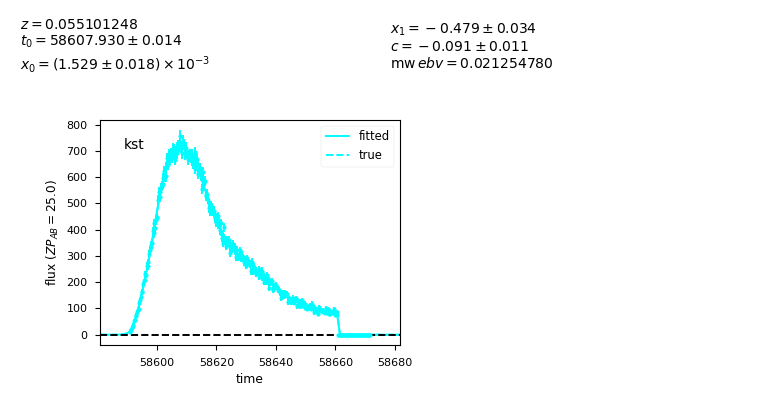 z = 0.055101248
t₀ = 58607.930 ± 0.014
x₀ = (1.529 ± 0.018) × 10⁻³
x₁ = −0.479 ± 0.034
c = −0.091 ± 0.011
mw ebv = 0.021254780
kst
fitted
true
800
700
600
500
400
300
200
100
0
flux (ZP_AB = 25.0)
58600 58620 58640 58660 58680
time